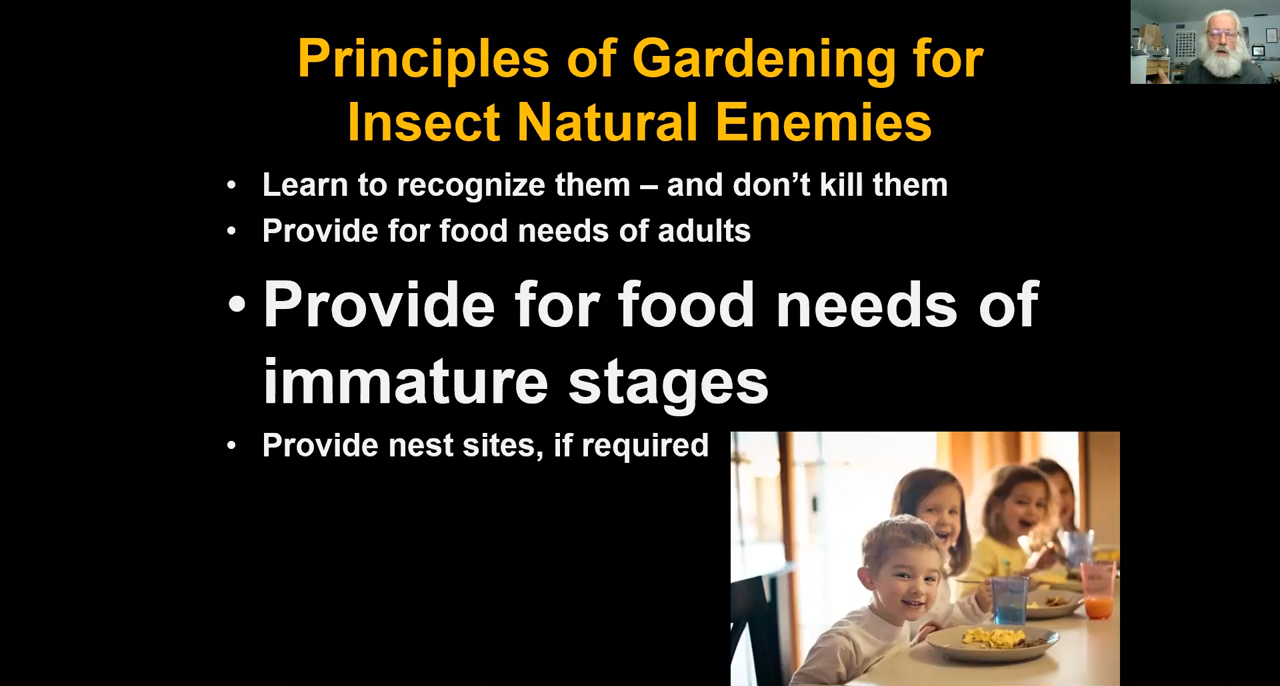 Principles of Gardening for
Insect Natural Enemies
• Learn to recognize them – and don’t kill them
• Provide for food needs of adults
• Provide for food needs of
immature stages
• Provide nest sites, if required